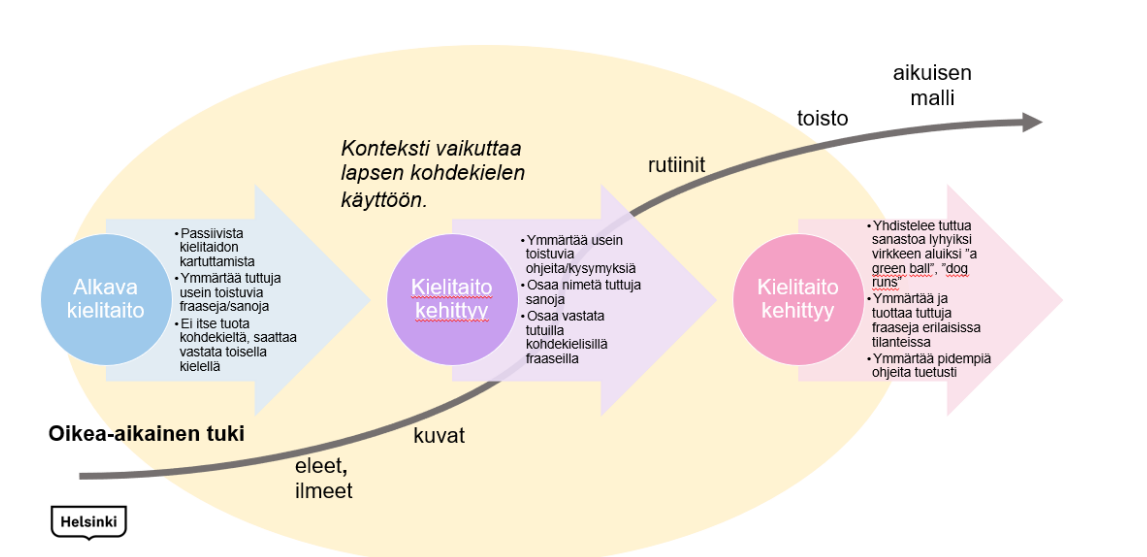 aikuisen
malli
toisto
rutiinit
Konteksti vaikuttaa
lapsen kohdekielen
käyttöön.
Alkava
kielitaito
•Passiivista
kielitaidon
kartuttamista
•Ymmärtää tuttuja
usein toistuvia
fraaseja/sanoja
•Ei itse tuota
kohdekieltä, saattaa
vastata toisella
kielellä
Kielitaito
kehittyy
•Ymmärtää usein
toistuvia
ohjeita/kysymyksiä
•Osaa nimetä tuttuja
sanoja
•Osaa vastata
tutuilla
kohdekielisillä
fraaseilla
Kielitaito
kehittyy
•Yhdistelee tuttua
sanastoa lyhyiksi
virkkeen aluiksi ”a
green ball”, ”dog
runs”
•Ymmärtää ja
tuottaa tuttuja
fraaseja erilaisissa
tilanteissa
•Ymmärtää pidempiä
ohjeita tuetusti
Oikea-aikainen tuki
kuvat
eleet,
ilmeet
Helsinki